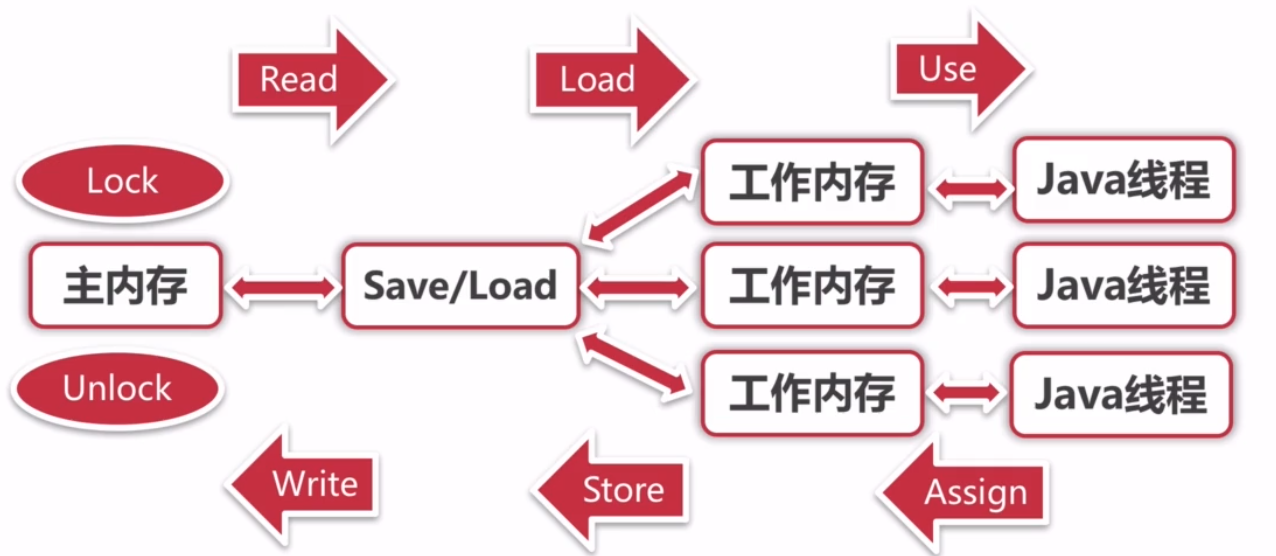 Read
Load
Use
Lock
工作内存
Java线程
主内存
Save/Load
工作内存
Java线程
Unlock
工作内存
Java线程
Write
Store
Assign